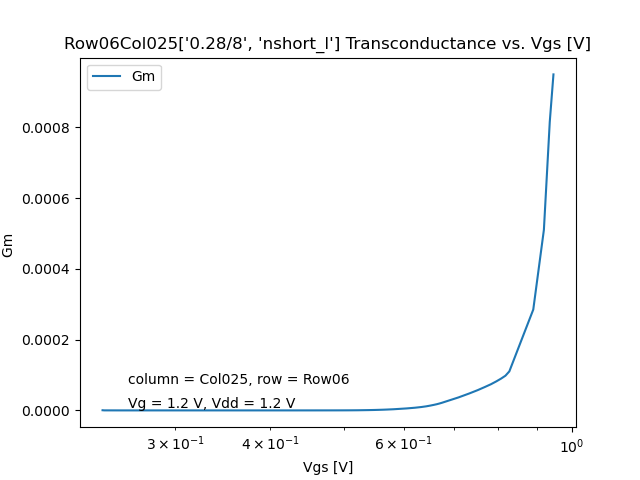 Row06Col025['0.28/8', 'nshort_l'] Transconductance vs. Vgs [V]
Gm
0.0008
0.0006
0.0004
0.0002
0.0000
Gm
column = Col025, row = Row06
Vg = 1.2 V, Vdd = 1.2 V
3 × 10⁻¹
4 × 10⁻¹
6 × 10⁻¹
10⁰
Vgs [V]